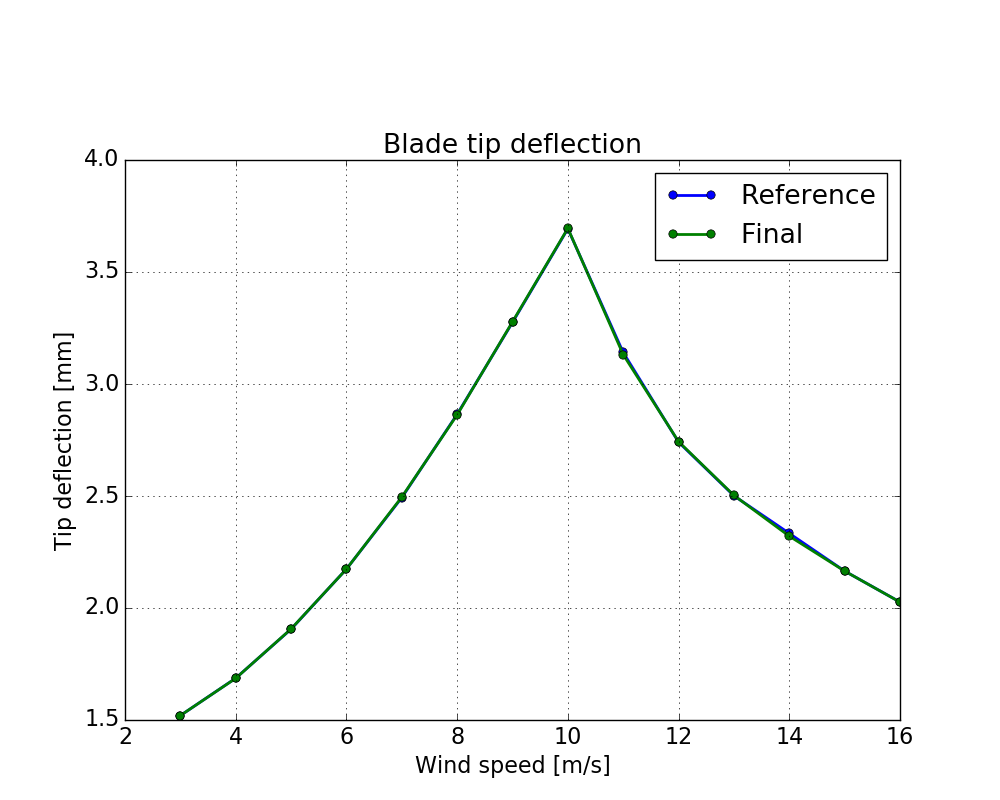 Blade tip deflection
4.0
3.5
3.0
2.5
2.0
1.5
Tip deflection [mm]
Reference
Final
2 4 6 8 10 12 14 16
Wind speed [m/s]